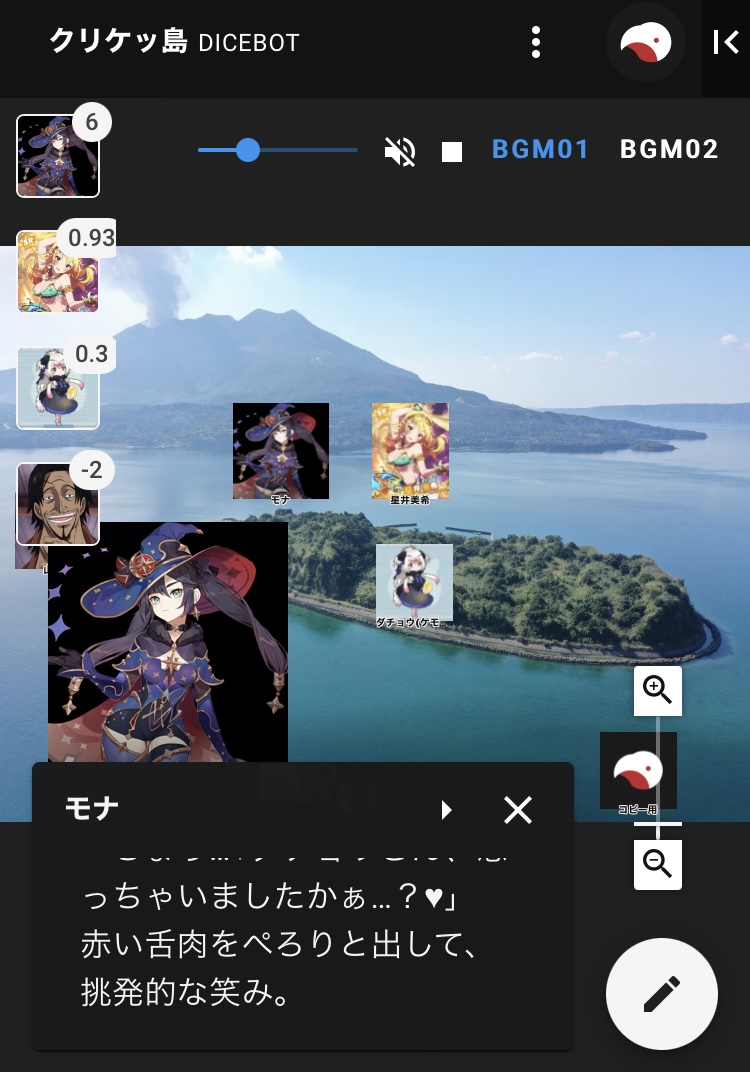 クリケッ島 DICEBOT
6
BGM01 BGM02
0.93
SR
0.3
-2
モナ
星井美希
ダチョウ(ケモ
コピー用
モナ
っちゃいましたかぁ…？♥」
赤い舌肉をぺろりと出して、
挑発的な笑み。